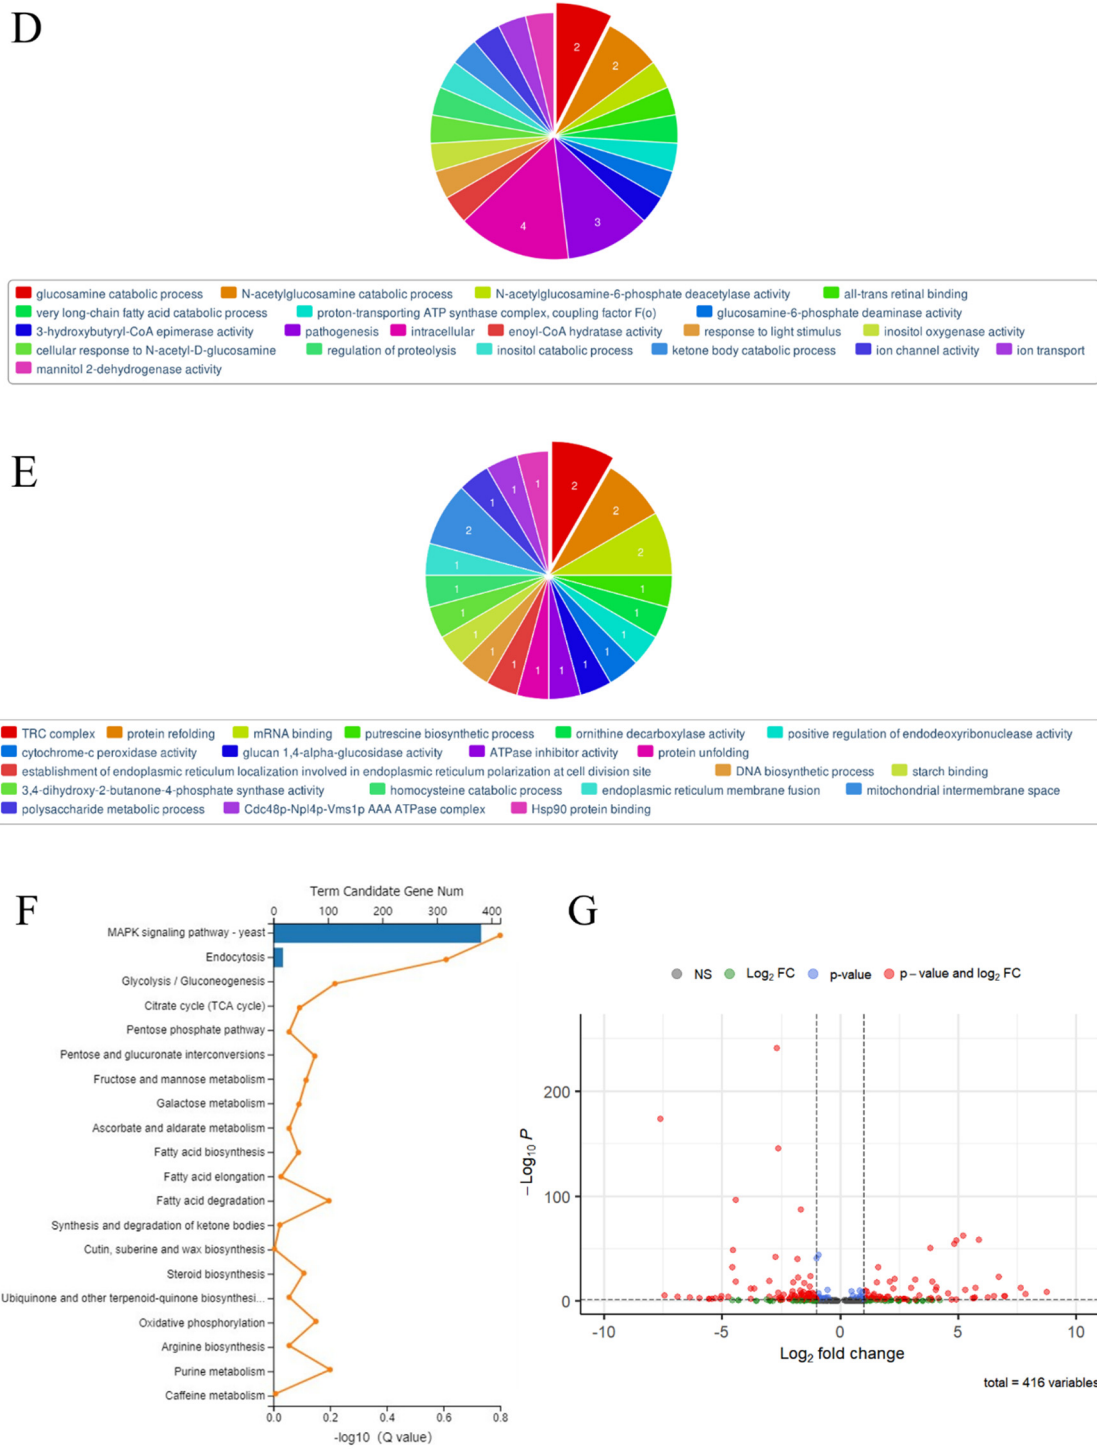 D
2
2
4
3
glucosamine catabolic process N-acetylglucosamine catabolic process N-acetylglucosamine-6-phosphate deacetylase activity all-trans retinal binding
very long-chain fatty acid catabolic process proton-transporting ATP synthase complex, coupling factor F(o) glucosamine-6-phosphate deaminase activity
3-hydroxybutyryl-CoA epimerase activity pathogenesis intracellular enoyl-CoA hydratase activity response to light stimulus inositol oxygenase activity
cellular response to N-acetyl-D-glucosamine regulation of proteolysis inositol catabolic process ketone body catabolic process ion channel activity ion transport
mannitol 2-dehydrogenase activity
E
2
2
2
1
1
1
1
1
1
1
1
1
1
1
1
1
2
1
1
1
TRC complex protein refolding mRNA binding putrescine biosynthetic process ornithine decarboxylase activity positive regulation of endodeoxyribonuclease activity
cytochrome-c peroxidase activity glucan 1,4-alpha-glucosidase activity ATPase inhibitor activity protein unfolding
establishment of endoplasmic reticulum localization involved in endoplasmic reticulum polarization at cell division site DNA biosynthetic process starch binding
3,4-dihydroxy-2-butanone-4-phosphate synthase activity homocysteine catabolic process endoplasmic reticulum membrane fusion mitochondrial intermembrane space
polysaccharide metabolic process Cdc48p-Npl4p-Vms1p AAA ATPase complex Hsp90 protein binding
F
Term Candidate Gene Num
0 100 200 300 400
MAPK signaling pathway - yeast
Endocytosis
Glycolysis / Gluconeogenesis
Citrate cycle (TCA cycle)
Pentose phosphate pathway
Pentose and glucuronate interconversions
Fructose and mannose metabolism
Galactose metabolism
Ascorbate and aldarate metabolism
Fatty acid biosynthesis
Fatty acid elongation
Fatty acid degradation
Synthesis and degradation of ketone bodies
Cutin, suberine and wax biosynthesis
Steroid biosynthesis
Ubiquinone and other terpenoid-quinone biosynthesi...
Oxidative phosphorylation
Arginine biosynthesis
Purine metabolism
Caffeine metabolism
0.0 0.2 0.4 0.6 0.8
-log10 (Q value)
G
NS Log2 FC p-value p – value and log2 FC
200
100
0
– Log10 P
-10 -5 0 5 10
Log2 fold change
total = 416 variables